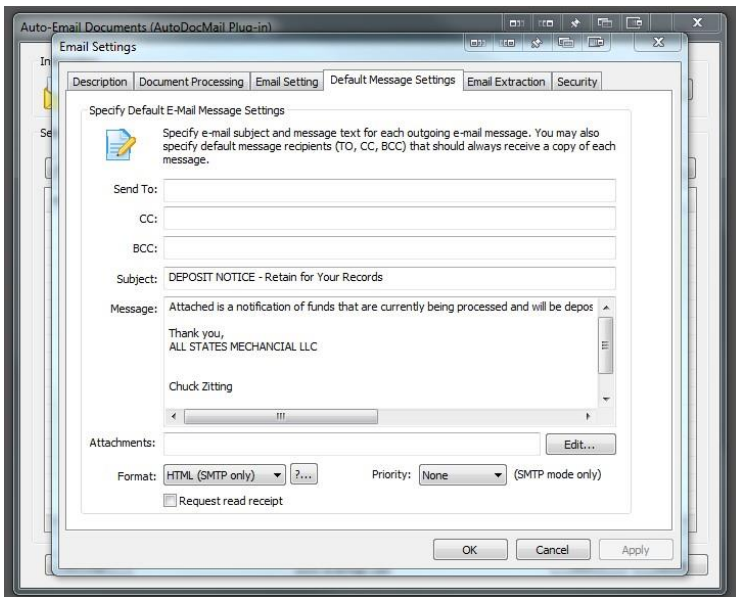 Auto-Email Documents (AutoDocMail Plug-in)
Email Settings
In
Description Document Processing Email Setting Default Message Settings Email Extraction Security
Specify Default E-Mail Message Settings
Se
Specify e-mail subject and message text for each outgoing e-mail message. You may also
specify default message recipients (TO, CC, BCC) that should always receive a copy of each
message.
Send To:
CC:
BCC:
Subject: DEPOSIT NOTICE - Retain for Your Records
Message: Attached is a notification of funds that are currently being processed and will be depos
Thank you,
ALL STATES MECHANCIAL LLC
Chuck Zitting
Attachments: Edit...
Format: HTML (SMTP only) ?... Priority: None (SMTP mode only)
Request read receipt
OK Cancel Apply